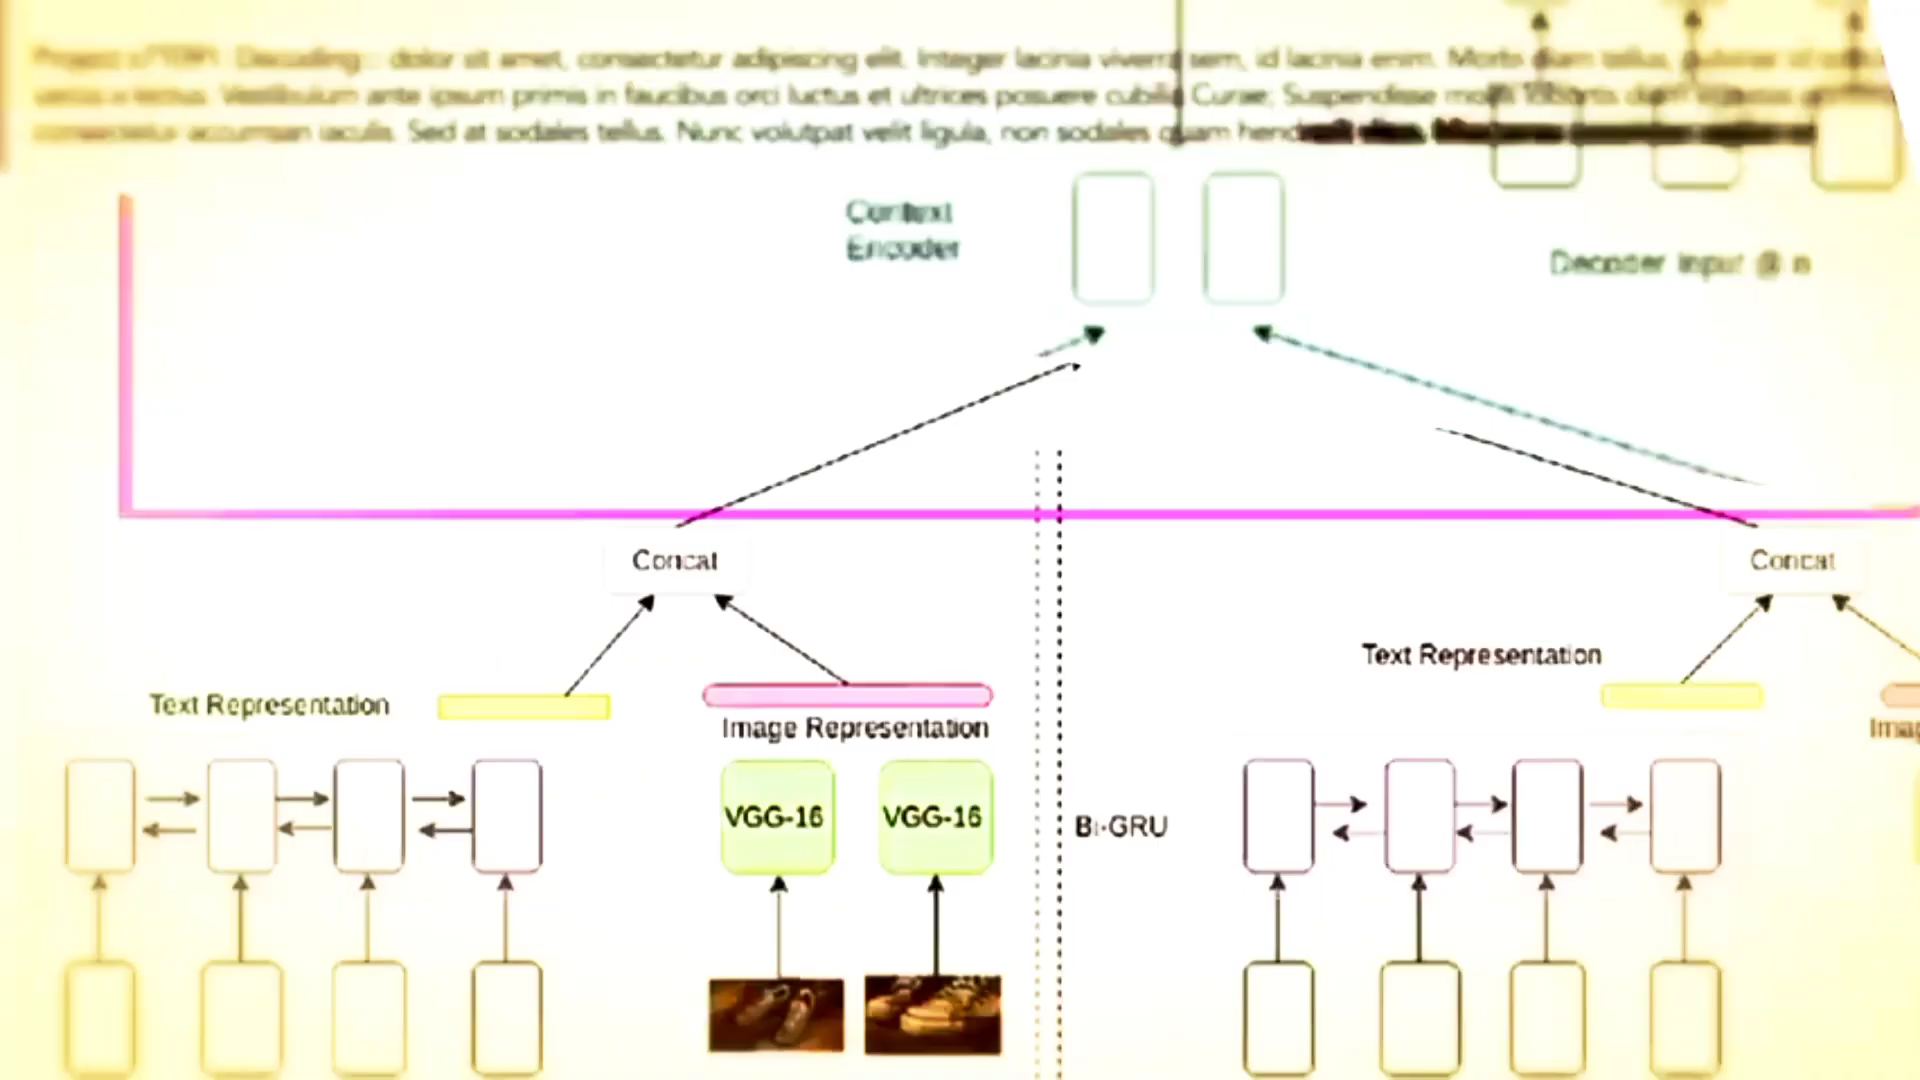 Decoding : dolor sit amet, consectetur adipiscing elit. Integer lacinia viverra sem, id lacinia enim. Morbi diam tellus,
Vestibulum ante ipsum primis in faucibus orci luctus et ultrices posuere cubilia Curae; Suspendisse
consectetur accumsan iaculis. Sed at sodales tellus. Nunc volutpat velit ligula, non sodales quam
Context
Encoder
Decoder Input @ n
Concat
Concat
Text Representation
Image Representation
Text Representation
VGG-16
VGG-16
Bi-GRU